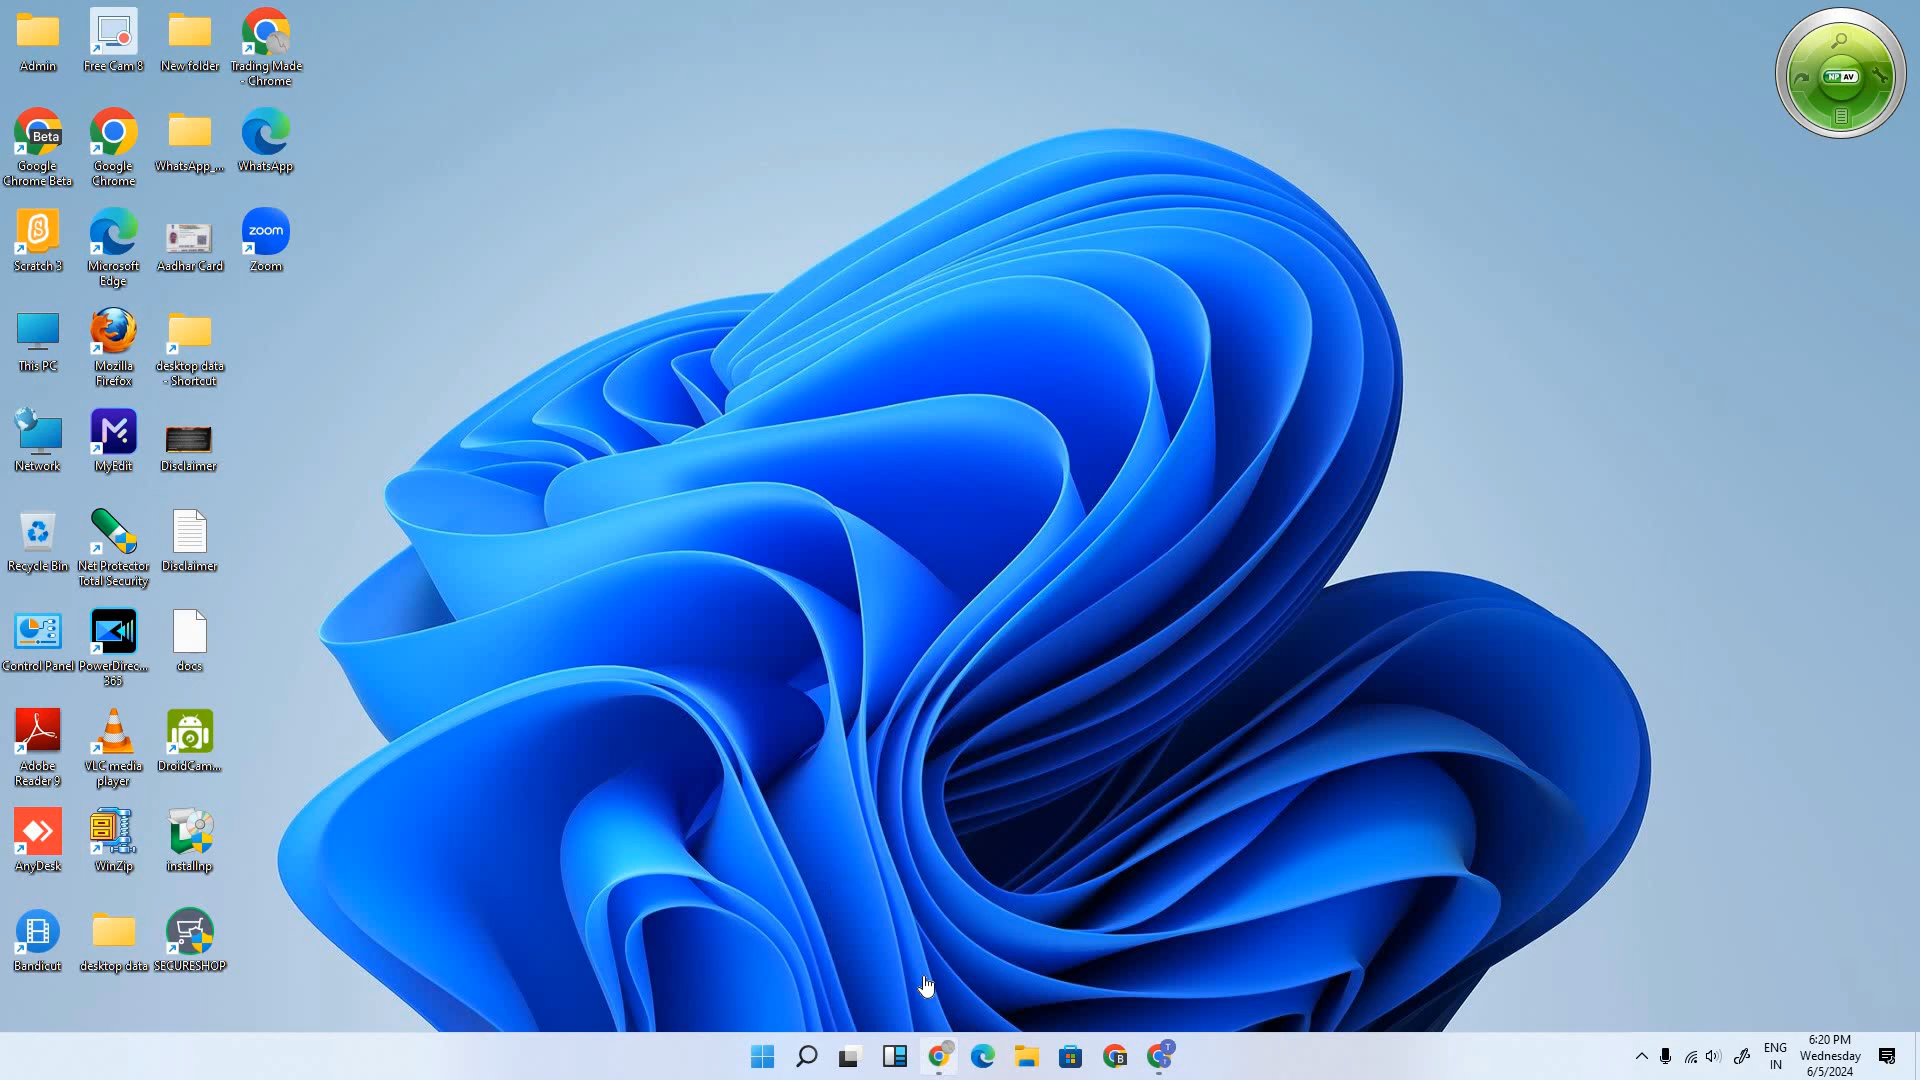 Admin
Free Cam 8
New folder
Trading Made
- Chrome
NP AV
Beta
Google
Chrome Beta
Google
Chrome
WhatsApp_...
WhatsApp
Scratch 3
Microsoft
Edge
Aadhar Card
zoom
Zoom
This PC
Mozilla
Firefox
desktop data
- Shortcut
Network
MyEdit
Disclaimer
Recycle Bin
Net Protector
Total Security
Disclaimer
Control Panel
PowerDirec...
365
docs
Adobe
Reader 9
VLC media
player
DroidCam...
AnyDesk
WinZip
installnp
Bandicut
desktop data
SECURESHOP
B
T
T
ENG
IN
6:20 PM
Wednesday
6/5/2024